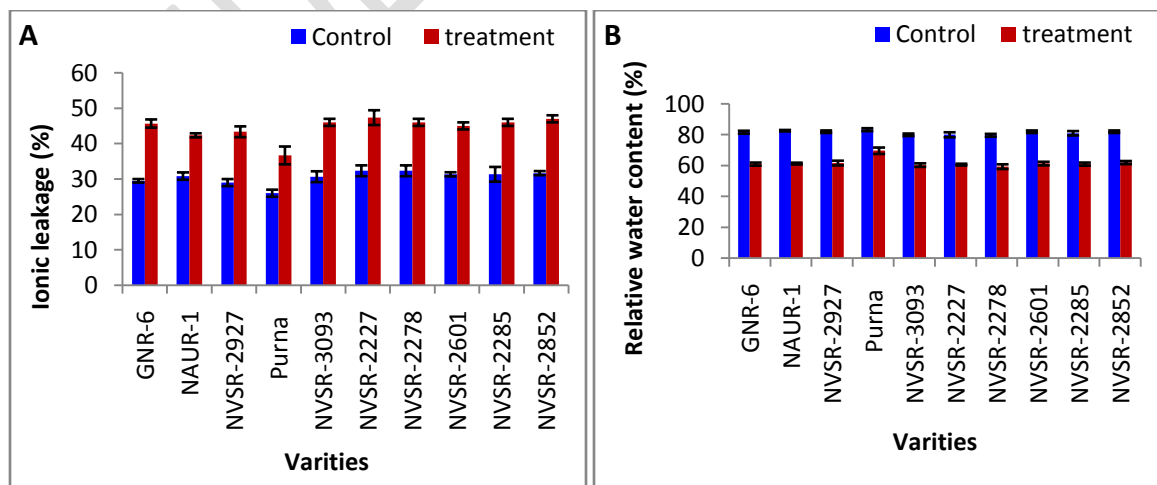 A
Control treatment
Ionic leakage (%)
60
50
40
30
20
10
0
GNR-6
NAUR-1
NVSR-2927
Purna
NVSR-3093
NVSR-2227
NVSR-2278
NVSR-2601
NVSR-2285
NVSR-2852
Varities
B
Control treatment
Relative water content (%)
100
80
60
40
20
0
GNR-6
NAUR-1
NVSR-2927
Purna
NVSR-3093
NVSR-2227
NVSR-2278
NVSR-2601
NVSR-2285
NVSR-2852
Varities